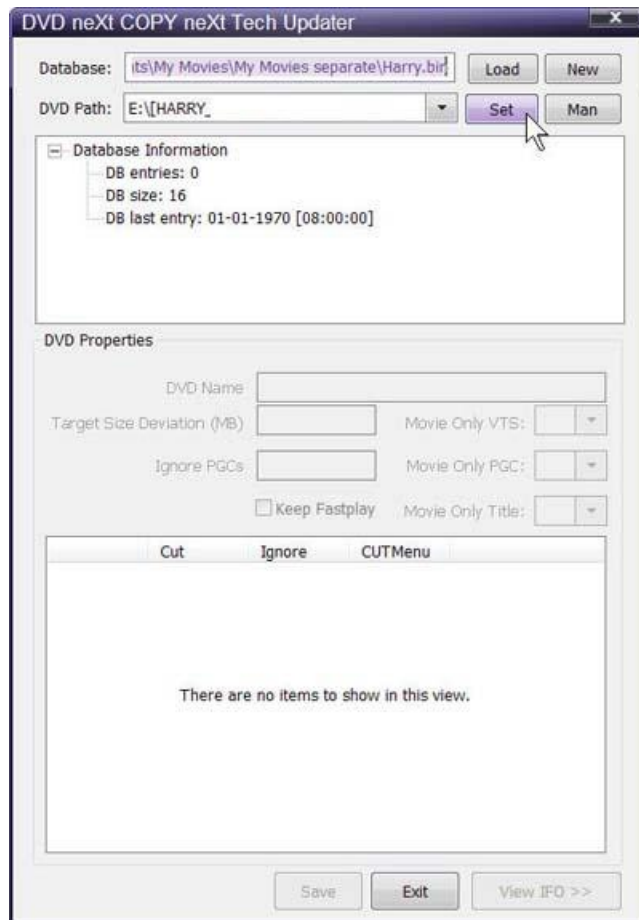 DVD neXt COPY neXt Tech Updater
Database: its\My Movies\My Movies separate\Harry.bin Load New
DVD Path: E:\[HARRY_ Set Man
Database Information
DB entries: 0
DB size: 16
DB last entry: 01-01-1970 [08:00:00]
DVD Properties
DVD Name
Target Size Deviation (MB) Movie Only VTS:
Ignore PGCs Movie Only PGC:
Keep Fastplay Movie Only Title:
Cut Ignore CUTMenu
There are no items to show in this view.
Save Exit View IFO >>